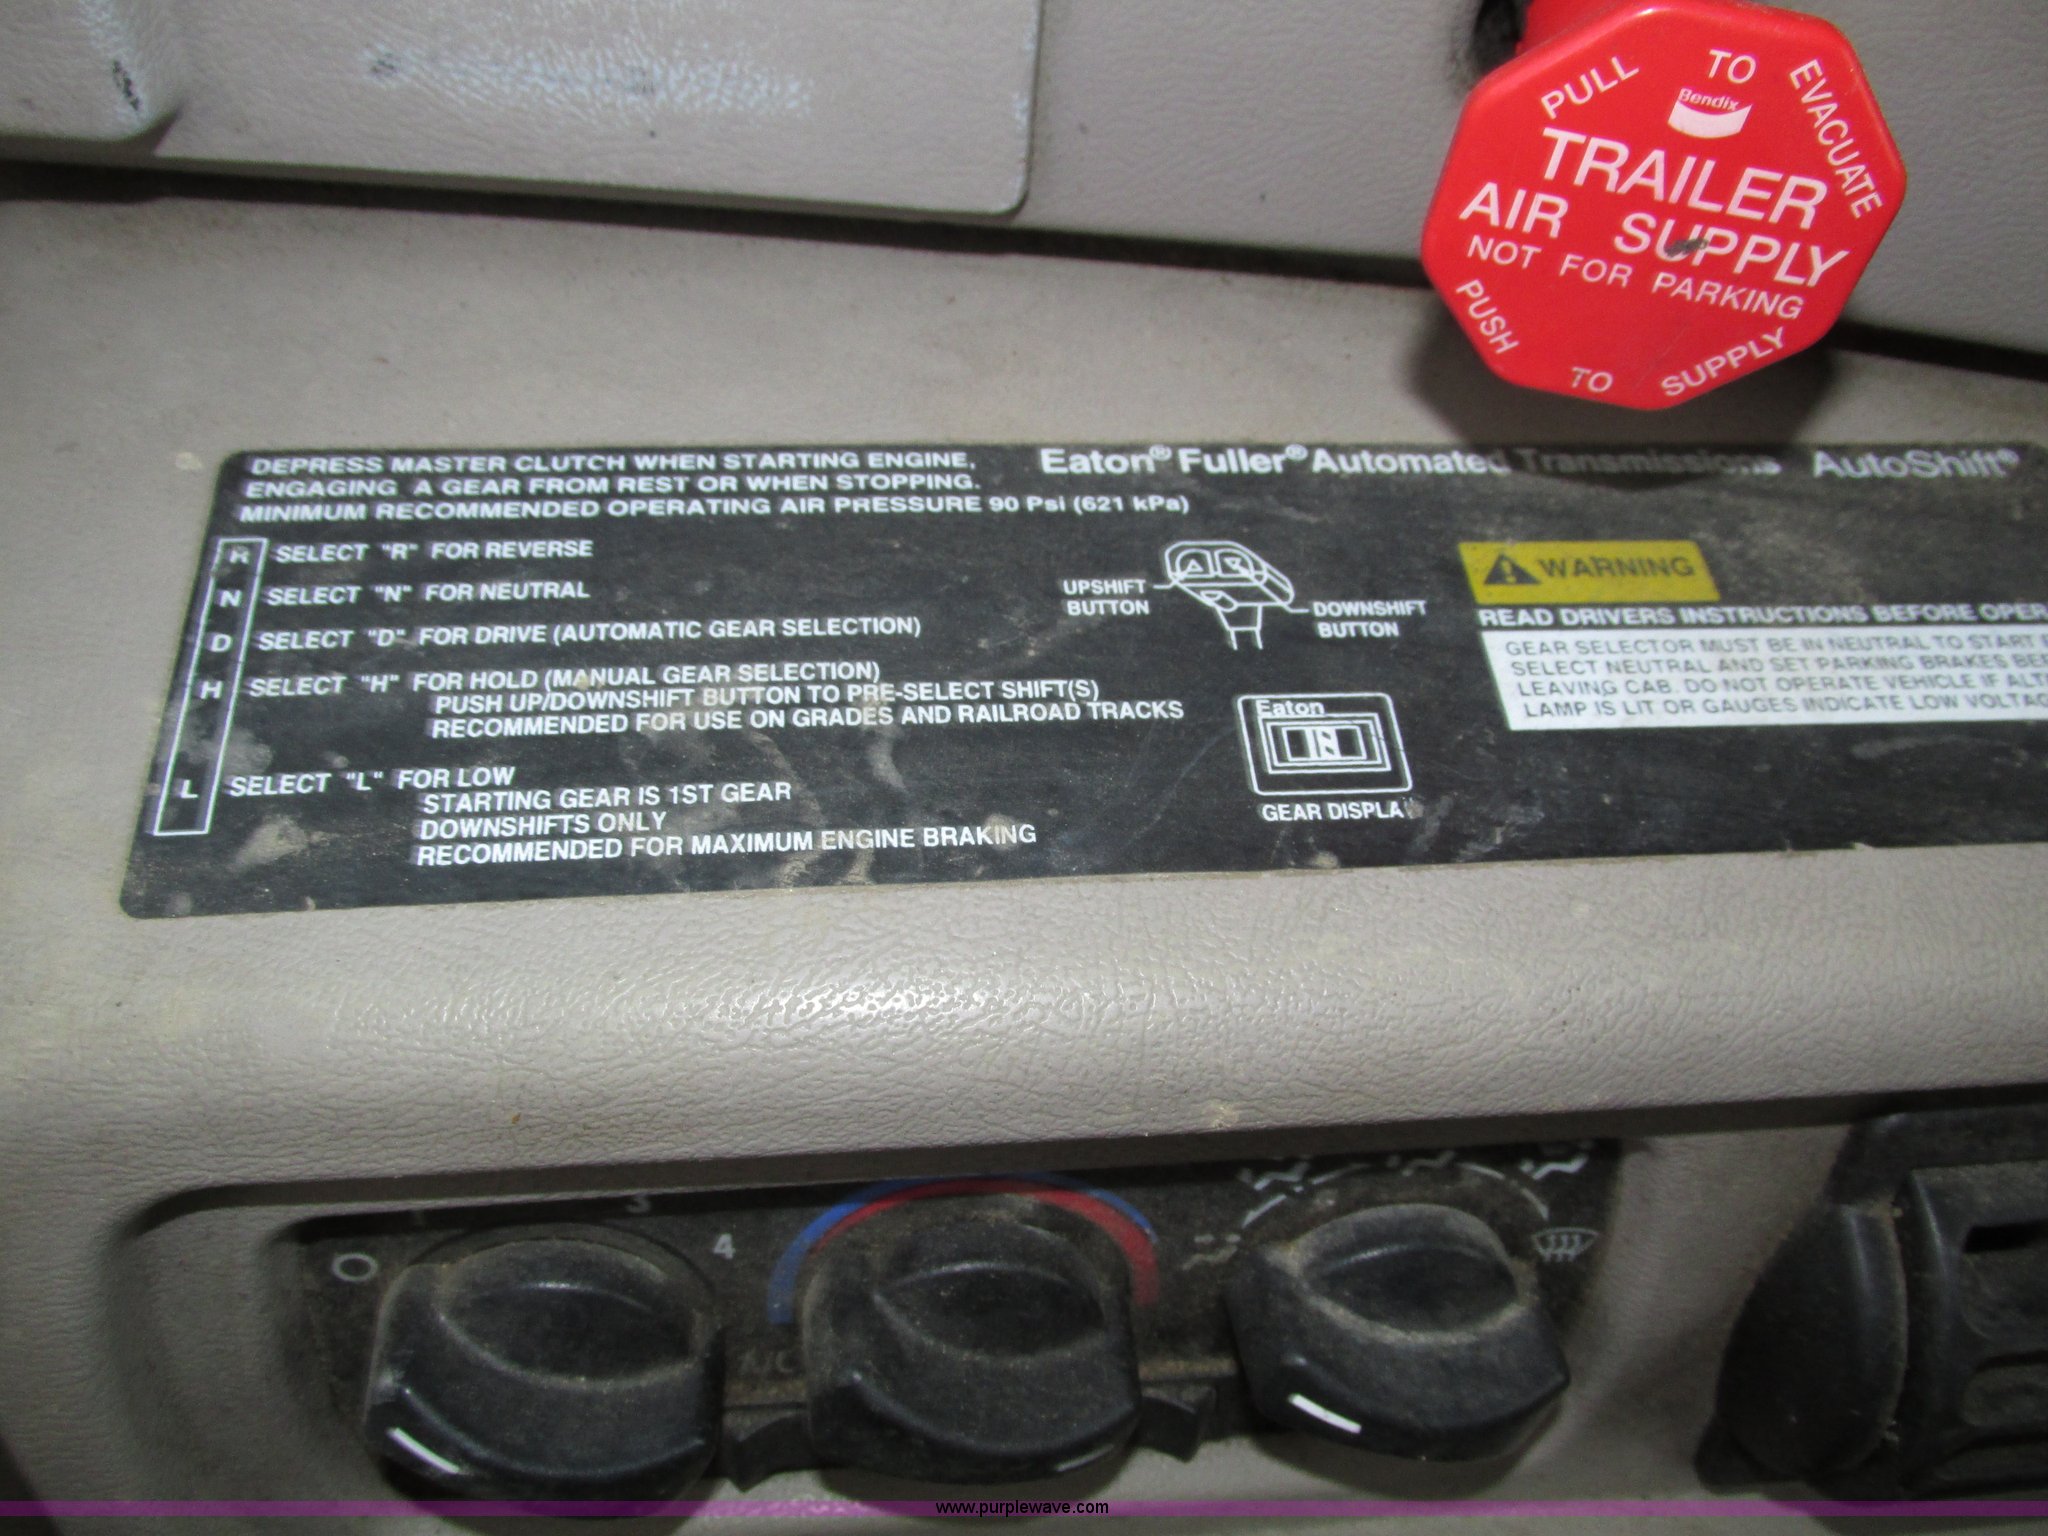 PULL TO EVACUATE
Bendix
TRAILER
AIR SUPPLY
NOT FOR PARKING
PUSH TO SUPPLY
DEPRESS MASTER CLUTCH WHEN STARTING ENGINE,
ENGAGING A GEAR FROM REST OR WHEN STOPPING.
MINIMUM RECOMMENDED OPERATING AIR PRESSURE 90 Psi (621 kPa)
Eaton® Fuller® Automated Transmissions AutoShift®
R SELECT "R" FOR REVERSE
N SELECT "N" FOR NEUTRAL
D SELECT "D" FOR DRIVE (AUTOMATIC GEAR SELECTION)
H SELECT "H" FOR HOLD (MANUAL GEAR SELECTION)
PUSH UP/DOWNSHIFT BUTTON TO PRE-SELECT SHIFT(S)
RECOMMENDED FOR USE ON GRADES AND RAILROAD TRACKS
L SELECT "L" FOR LOW
STARTING GEAR IS 1ST GEAR
DOWNSHIFTS ONLY
RECOMMENDED FOR MAXIMUM ENGINE BRAKING
UPSHIFT
BUTTON
DOWNSHIFT
BUTTON
Eaton
N
GEAR DISPLAY
WARNING
READ DRIVERS INSTRUCTIONS BEFORE OPER
GEAR SELECTOR MUST BE IN NEUTRAL TO START
SELECT NEUTRAL AND SET PARKING BRAKES BE
LEAVING CAB. DO NOT OPERATE VEHICLE IF ALT
LAMP IS LIT OR GAUGES INDICATE LOW VOLTA
O 1 3 4
A/C
www.purplewave.com